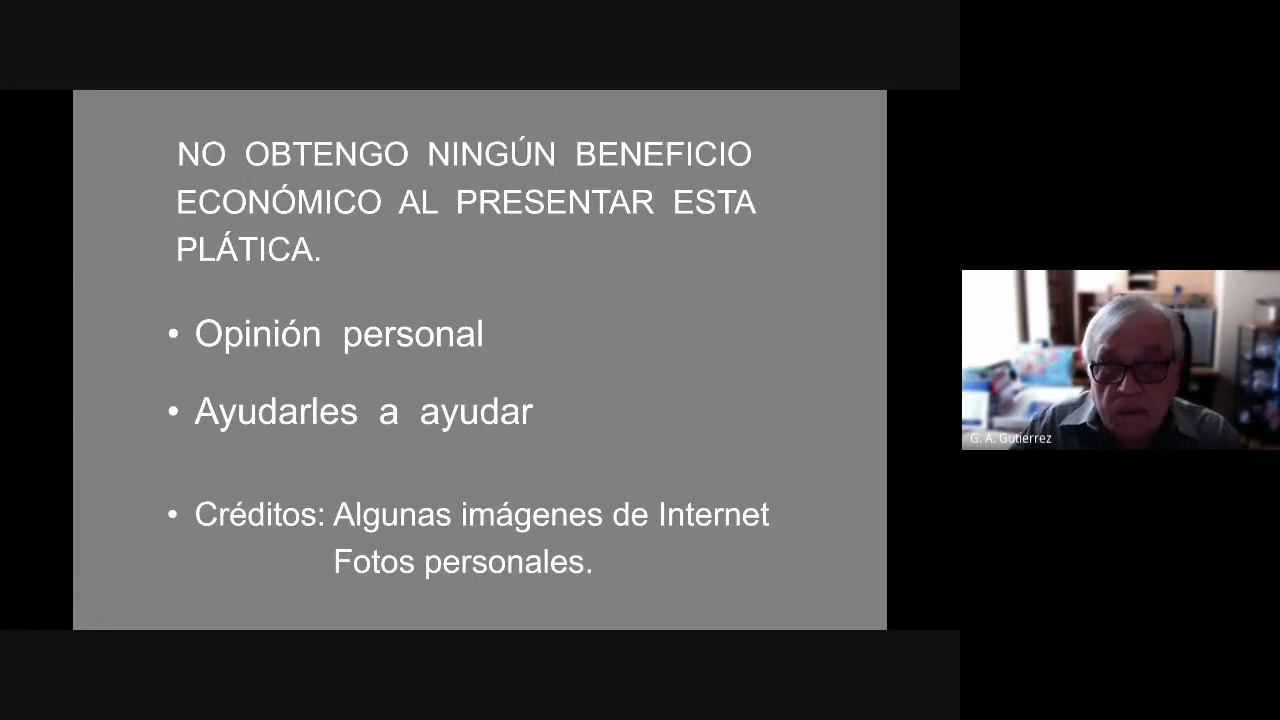 NO OBTENGO NINGÚN BENEFICIO
ECONÓMICO AL PRESENTAR ESTA
PLÁTICA.
• Opinión personal
• Ayudarles a ayudar
• Créditos: Algunas imágenes de Internet
Fotos personales.
G. A. Gutierrez